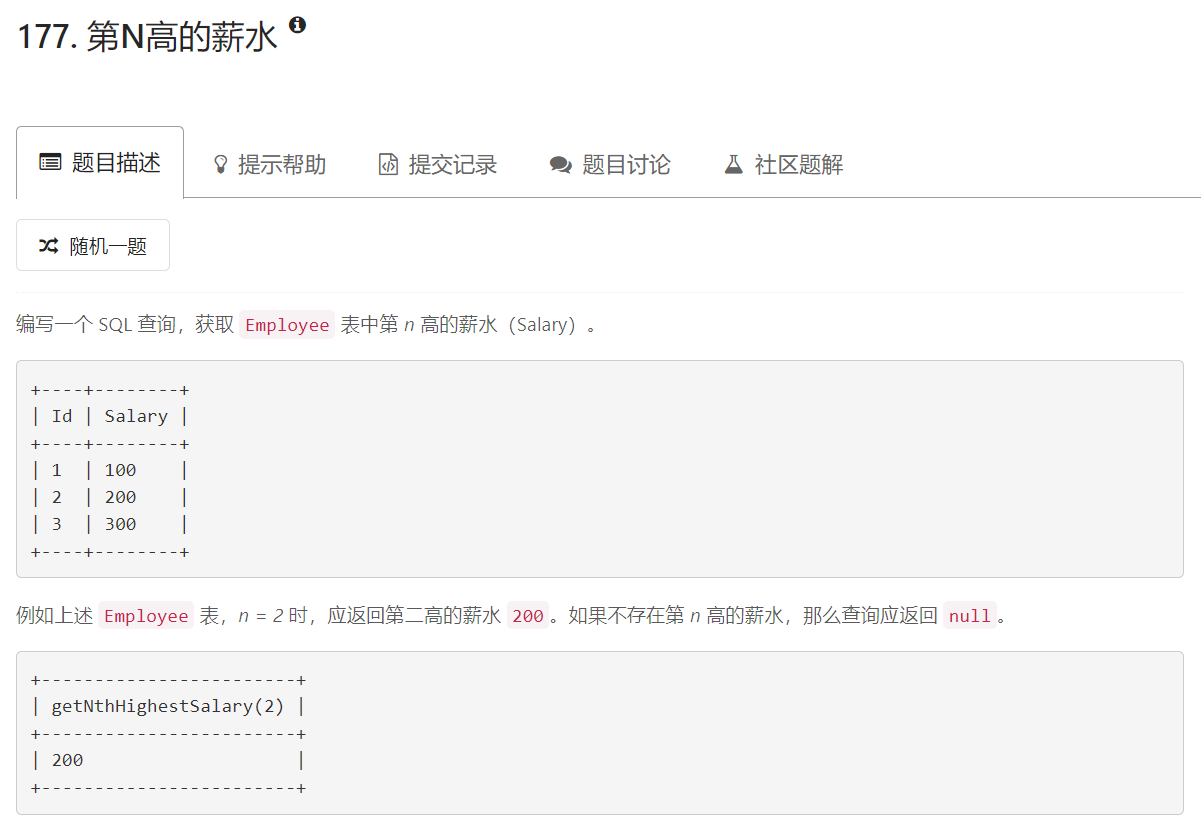 177. 第N高的薪水
题目描述
提示帮助
提交记录
题目讨论
社区题解
随机一题
编写一个 SQL 查询，获取 Employee 表中第 n 高的薪水（Salary）。
+----+--------+
| Id | Salary |
+----+--------+
| 1  | 100    |
| 2  | 200    |
| 3  | 300    |
+----+--------+
例如上述 Employee 表，n = 2 时，应返回第二高的薪水 200。如果不存在第 n 高的薪水，那么查询应返回 null。
+------------------------+
| getNthHighestSalary(2) |
+------------------------+
| 200                    |
+------------------------+